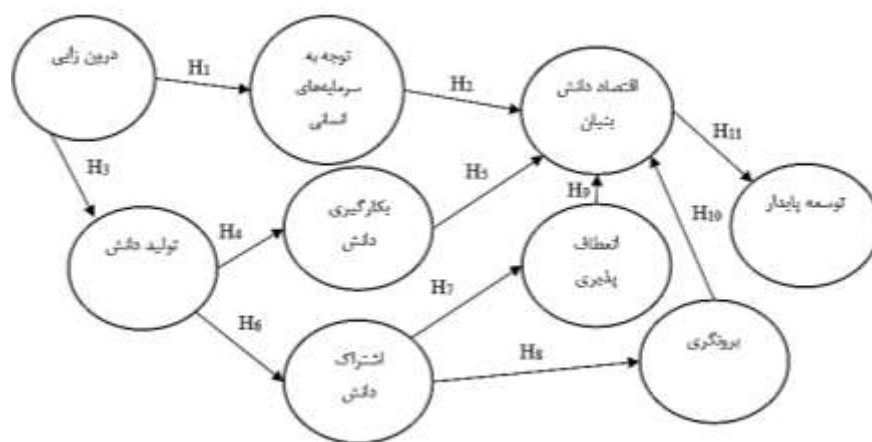 درون زایی
H1
توجه به
سرمایه‌های
انسانی
H2
اقتصاد دانش
بنیان
H11
توسعه پایدار
H3
تولید دانش
H4
بکارگیری
دانش
H5
H9
انعطاف
پذیری
H10
H7
H6
اشتراک
دانش
H8
برونگری